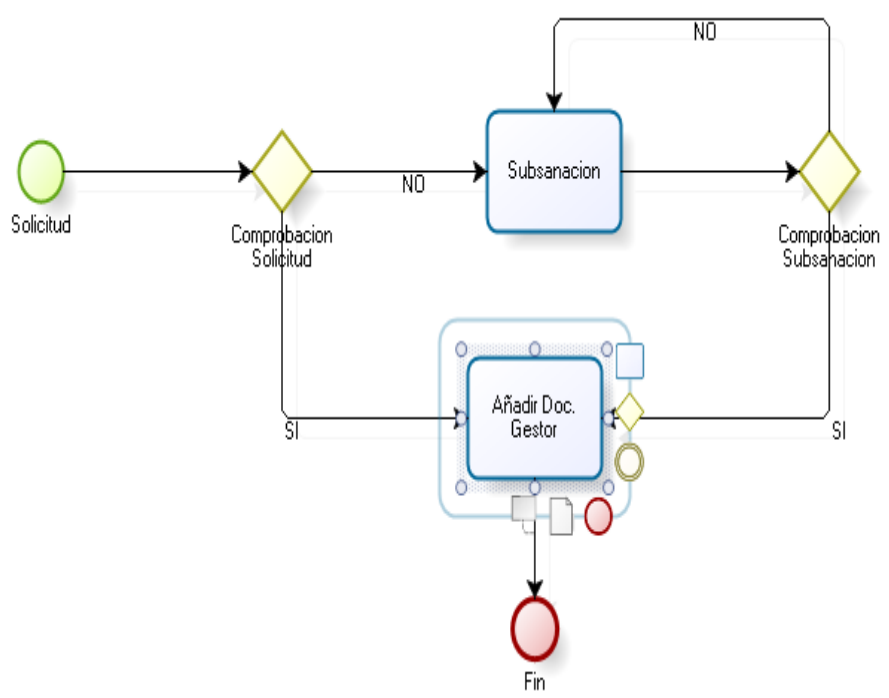 NO
Subsanacion
NO
Solicitud
Comprobacion
Solicitud
Comprobacion
Subsanacion
Añadir Doc.
Gestor
SI
SI
Fin